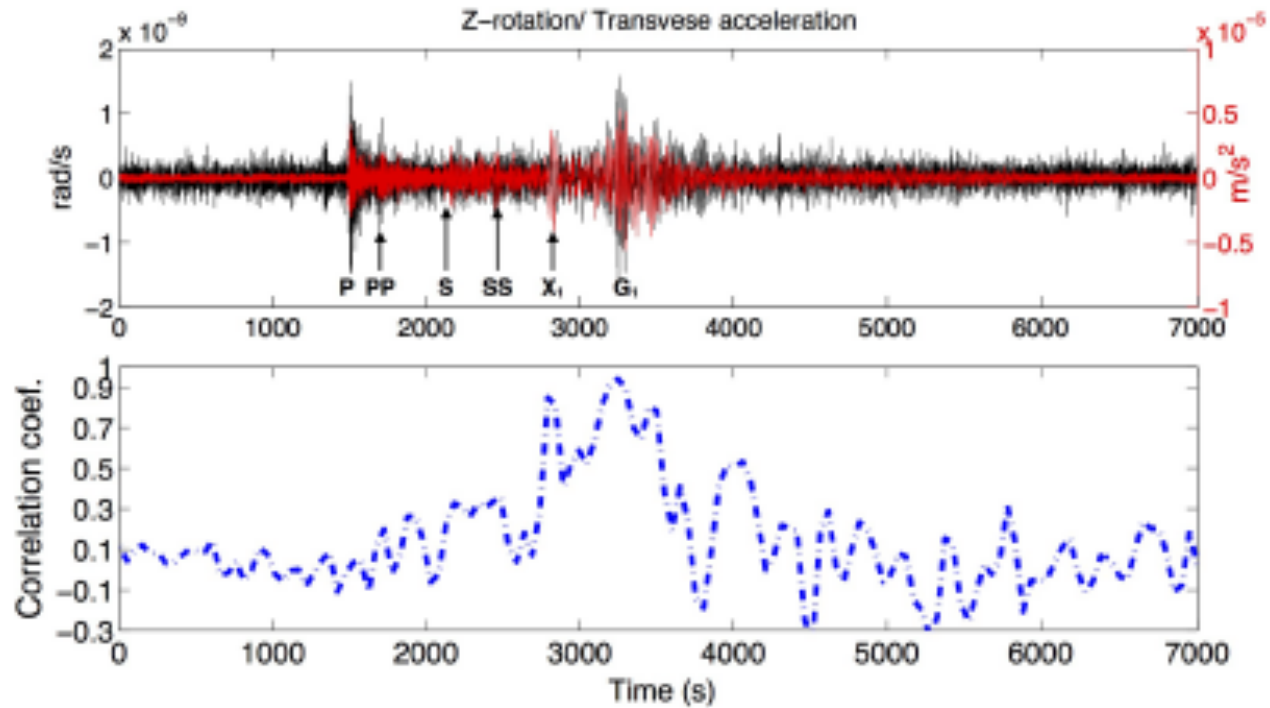 Z-rotation/ Transvese acceleration
x 10⁻⁹
x 10⁻⁶
2
1
0
-1
-2
rad/s
1
0.5
0
-0.5
-1
m/s²
P PP S SS X₁ G₁
0 1000 2000 3000 4000 5000 6000 7000
1
0.9
0.7
0.5
0.3
0.1
-0.1
-0.3
Correlation coef.
0 1000 2000 3000 4000 5000 6000 7000
Time (s)